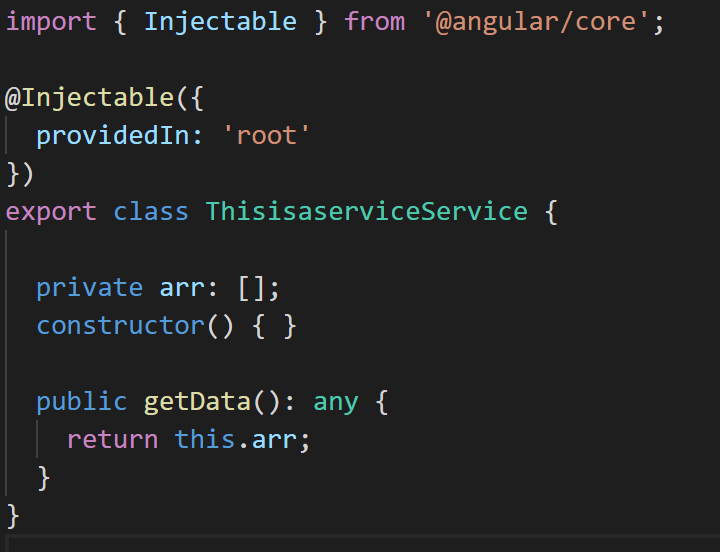 import { Injectable } from '@angular/core';
@Injectable({
  providedIn: 'root'
})
export class ThisisaserviceService {
  private arr: [];
  constructor() { }
  public getData(): any {
    return this.arr;
  }
}